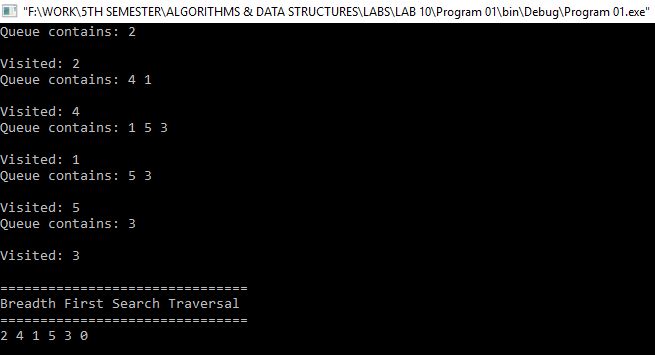 "F:\WORK\5TH SEMESTER\ALGORITHMS & DATA STRUCTURES\LABS\LAB 10\Program 01\bin\Debug\Program 01.exe"
Queue contains: 2
Visited: 2
Queue contains: 4 1
Visited: 4
Queue contains: 1 5 3
Visited: 1
Queue contains: 5 3
Visited: 5
Queue contains: 3
Visited: 3
===============================
Breadth First Search Traversal
===============================
2 4 1 5 3 0